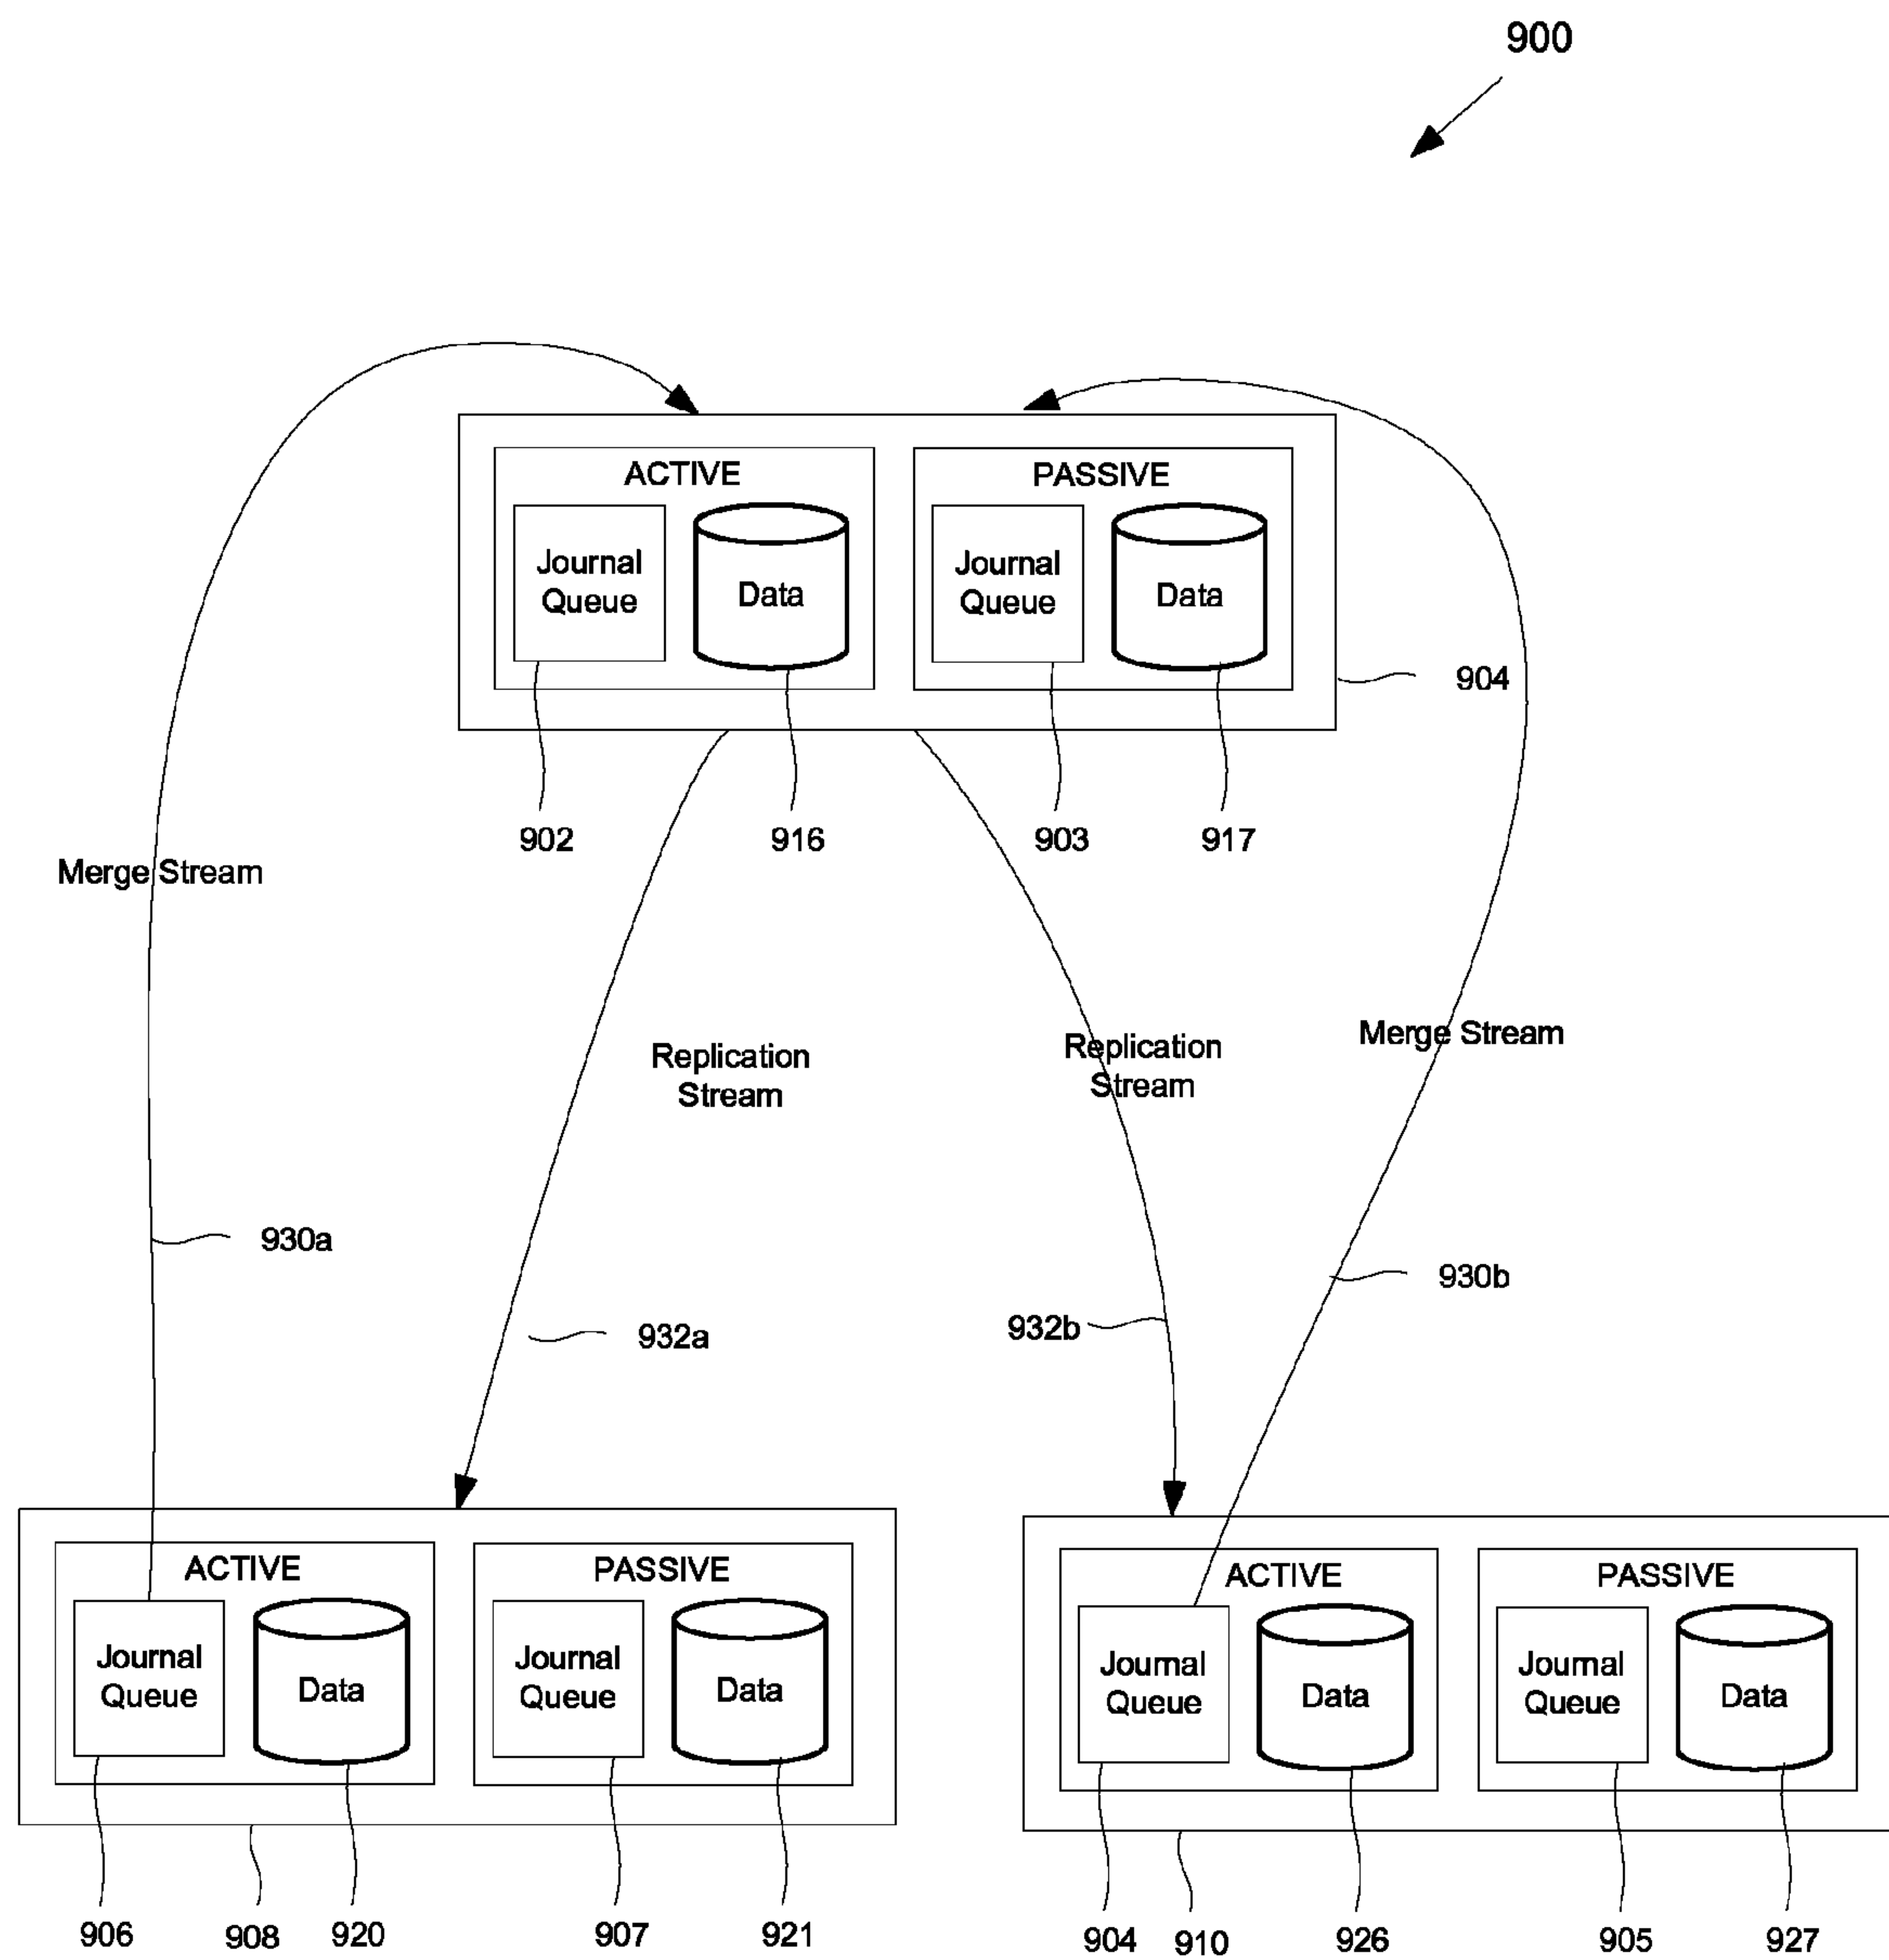 900
ACTIVE
PASSIVE
Journal
Queue
Data
Journal
Queue
Data
904
902
916
903
917
Merge Stream
Replication
Stream
Replication
Stream
Merge Stream
930a
930b
932a
932b
ACTIVE
PASSIVE
Journal
Queue
Data
Journal
Queue
Data
ACTIVE
PASSIVE
Journal
Queue
Data
Journal
Queue
Data
906
908
920
907
921
904
910
926
905
927